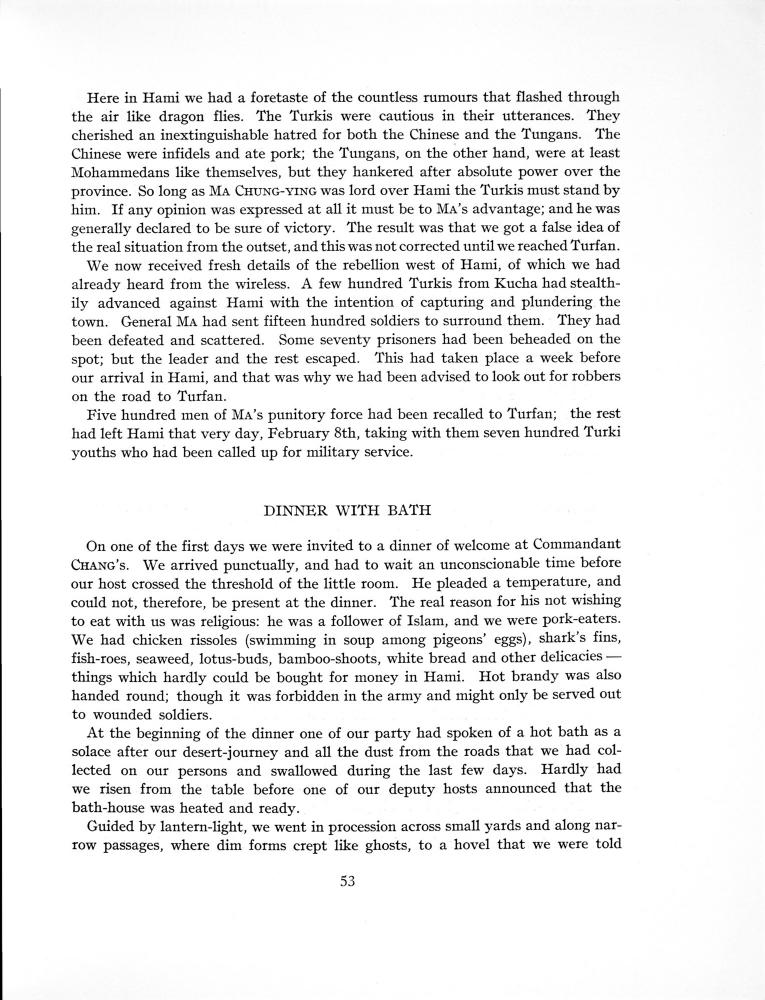 Here in Hami we had a foretaste of the countless rumours that flashed through
the air like dragon flies. The Turkis were cautious in their utterances. They
cherished an inextinguishable hatred for both the Chinese and the Tungans. The
Chinese were infidels and ate pork; the Tungans, on the other hand, were at least
Mohammedans like themselves, but they hankered after absolute power over the
province. So long as MA CHUNG-YING was lord over Hami the Turkis must stand by
him. If any opinion was expressed at all it must be to MA's advantage; and he was
generally declared to be sure of victory. The result was that we got a false idea of
the real situation from the outset, and this was not corrected until we reached Turfan.
We now received fresh details of the rebellion west of Hami, of which we had
already heard from the wireless. A few hundred Turkis from Kucha had stealth-
ily advanced against Hami with the intention of capturing and plundering the
town. General MA had sent fifteen hundred soldiers to surround them. They had
been defeated and scattered. Some seventy prisoners had been beheaded on the
spot; but the leader and the rest escaped. This had taken place a week before
our arrival in Hami, and that was why we had been advised to look out for robbers
on the road to Turfan.
Five hundred men of MA's punitory force had been recalled to Turfan; the rest
had left Hami that very day, February 8th, taking with them seven hundred Turki
youths who had been called up for military service.
DINNER WITH BATH
On one of the first days we were invited to a dinner of welcome at Commandant
CHANG's. We arrived punctually, and had to wait an unconscionable time before
our host crossed the threshold of the little room. He pleaded a temperature, and
could not, therefore, be present at the dinner. The real reason for his not wishing
to eat with us was religious: he was a follower of Islam, and we were pork-eaters.
We had chicken rissoles (swimming in soup among pigeons' eggs), shark's fins,
fish-roes, seaweed, lotus-buds, bamboo-shoots, white bread and other delicacies —
things which hardly could be bought for money in Hami. Hot brandy was also
handed round; though it was forbidden in the army and might only be served out
to wounded soldiers.
At the beginning of the dinner one of our party had spoken of a hot bath as a
solace after our desert-journey and all the dust from the roads that we had col-
lected on our persons and swallowed during the last few days. Hardly had
we risen from the table before one of our deputy hosts announced that the
bath-house was heated and ready.
Guided by lantern-light, we went in procession across small yards and along nar-
row passages, where dim forms crept like ghosts, to a hovel that we were told
53